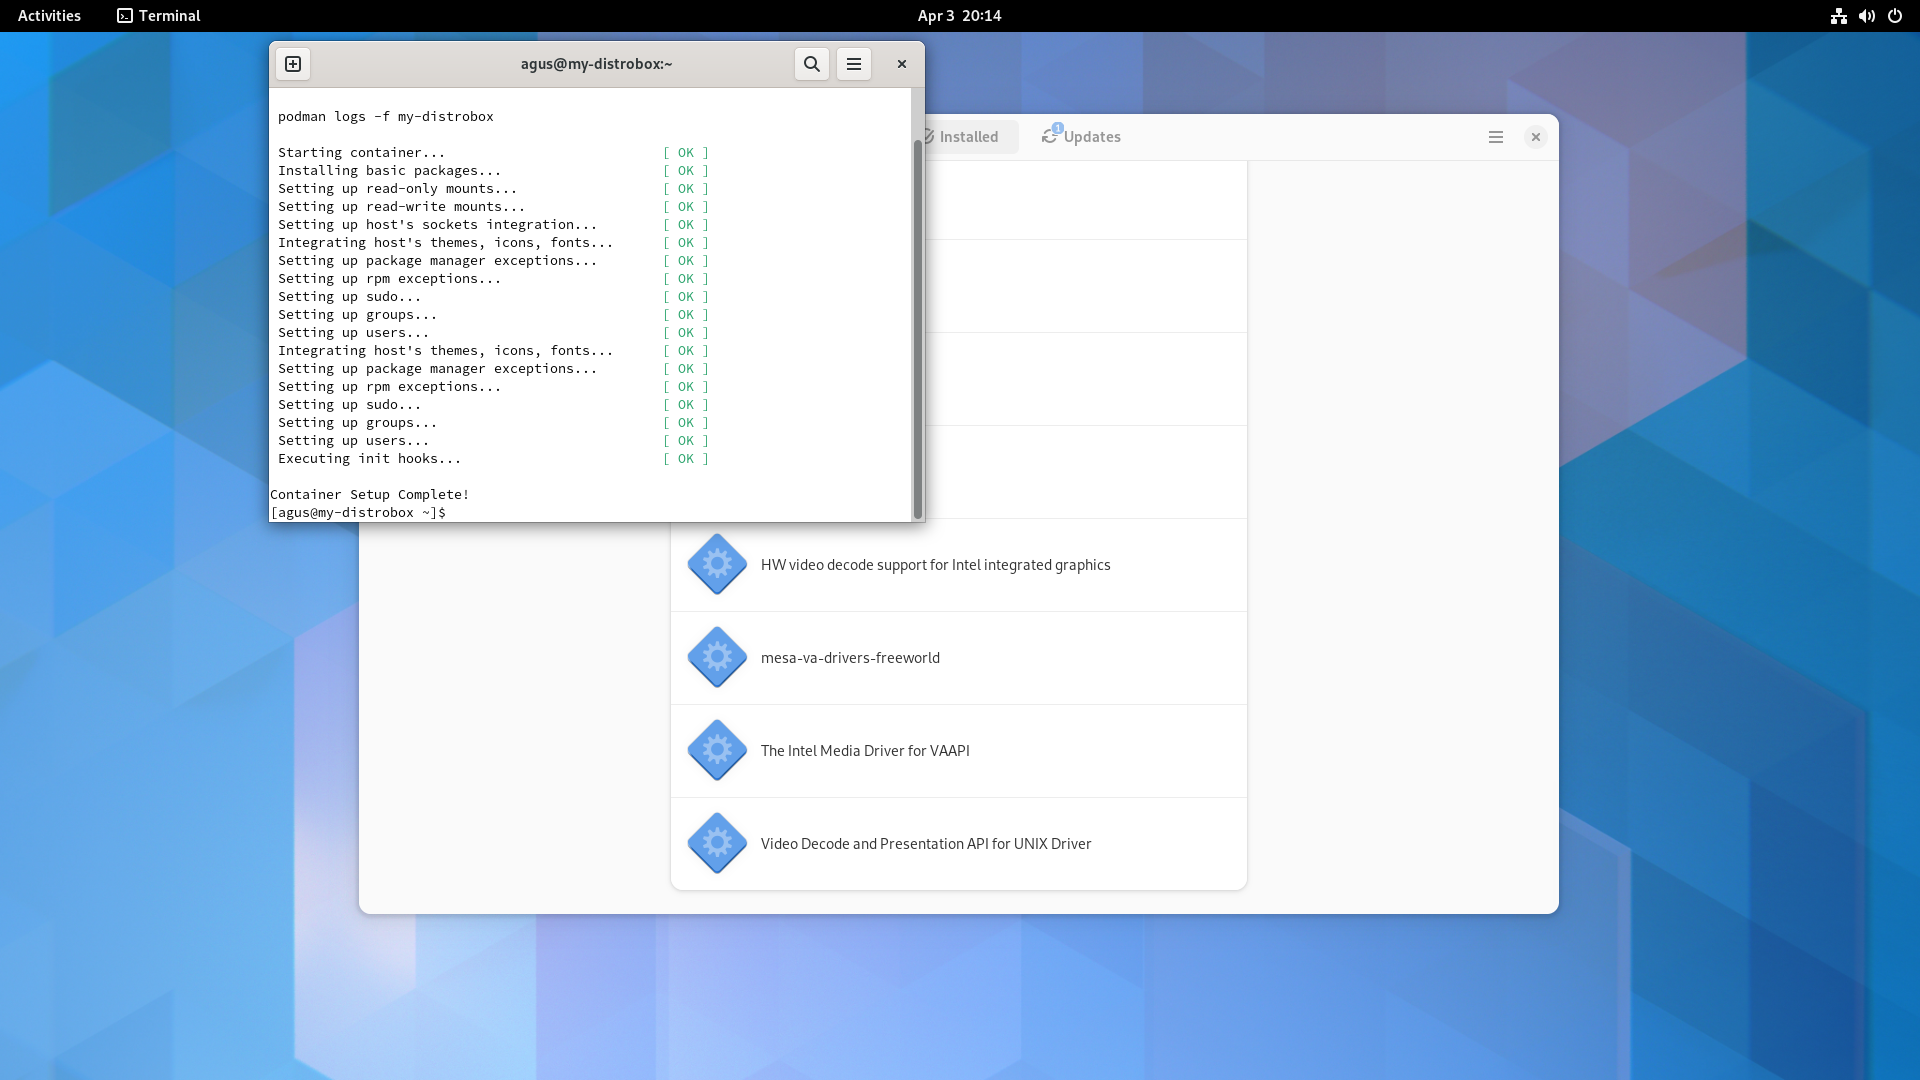 Activities
Terminal
Apr 3 20:14
agus@my-distrobox:~
podman logs -f my-distrobox
Starting container... [ OK ]
Installing basic packages... [ OK ]
Setting up read-only mounts... [ OK ]
Setting up read-write mounts... [ OK ]
Setting up host's sockets integration... [ OK ]
Integrating host's themes, icons, fonts... [ OK ]
Setting up package manager exceptions... [ OK ]
Setting up rpm exceptions... [ OK ]
Setting up sudo... [ OK ]
Setting up groups... [ OK ]
Setting up users... [ OK ]
Integrating host's themes, icons, fonts... [ OK ]
Setting up package manager exceptions... [ OK ]
Setting up rpm exceptions... [ OK ]
Setting up sudo... [ OK ]
Setting up groups... [ OK ]
Setting up users... [ OK ]
Executing init hooks... [ OK ]
Container Setup Complete!
[agus@my-distrobox ~]$
Installed
1
Updates
HW video decode support for Intel integrated graphics
mesa-va-drivers-freeworld
The Intel Media Driver for VAAPI
Video Decode and Presentation API for UNIX Driver